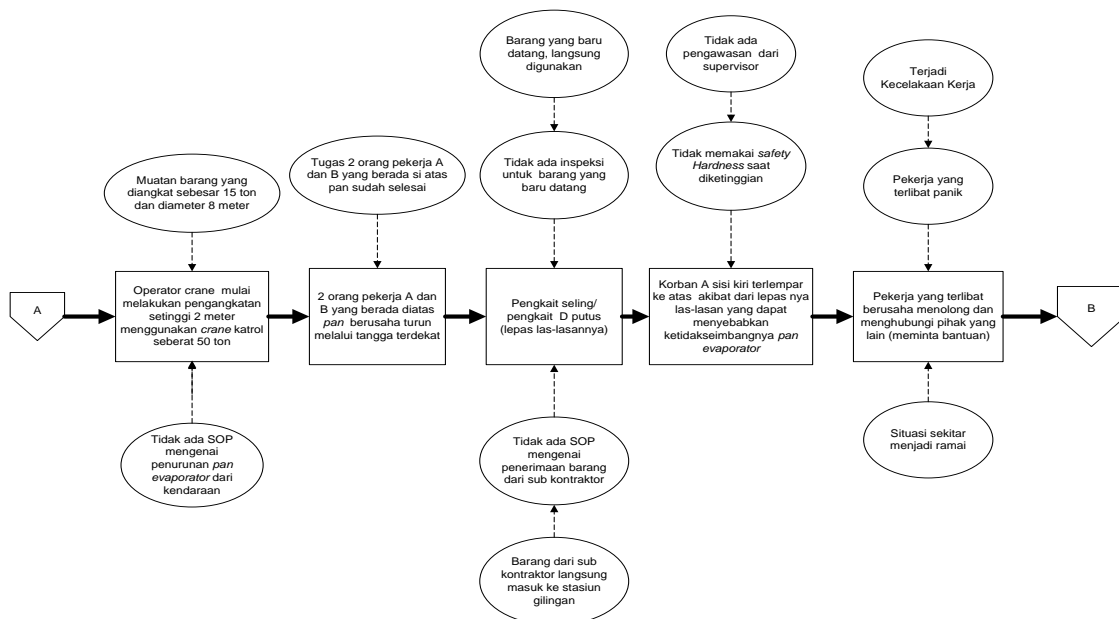 Barang yang baru
datang, langsung
digunakan
Tidak ada
pengawasan dari
supervisor
Terjadi
Kecelakaan Kerja
Muatan barang yang
diangkat sebesar 15 ton
dan diameter 8 meter
Tugas 2 orang pekerja A
dan B yang berada si atas
pan sudah selesai
Tidak ada inspeksi
untuk barang yang
baru datang
Tidak memakai safety
Hardness saat
diketinggian
Pekerja yang
terlibat panik
A
Operator crane mulai
melakukan pengangkatan
setinggi 2 meter
menggunakan crane katrol
seberat 50 ton
2 orang pekerja A dan
B yang berada diatas
pan berusaha turun
melalui tangga terdekat
Pengkait seling/
pengkait D putus
(lepas las-lasannya)
Korban A sisi kiri terlempar
ke atas akibat dari lepas nya
las-lasan yang dapat
menyebabkan
ketidakseimbangnya pan
evaporator
Pekerja yang terlibat
berusaha menolong dan
menghubungi pihak yang
lain (meminta bantuan)
B
Tidak ada SOP
mengenai
penurunan pan
evaporator dari
kendaraan
Tidak ada SOP
mengenai
penerimaan barang
dari sub kontraktor
Situasi sekitar
menjadi ramai
Barang dari sub
kontraktor langsung
masuk ke stasiun
gilingan